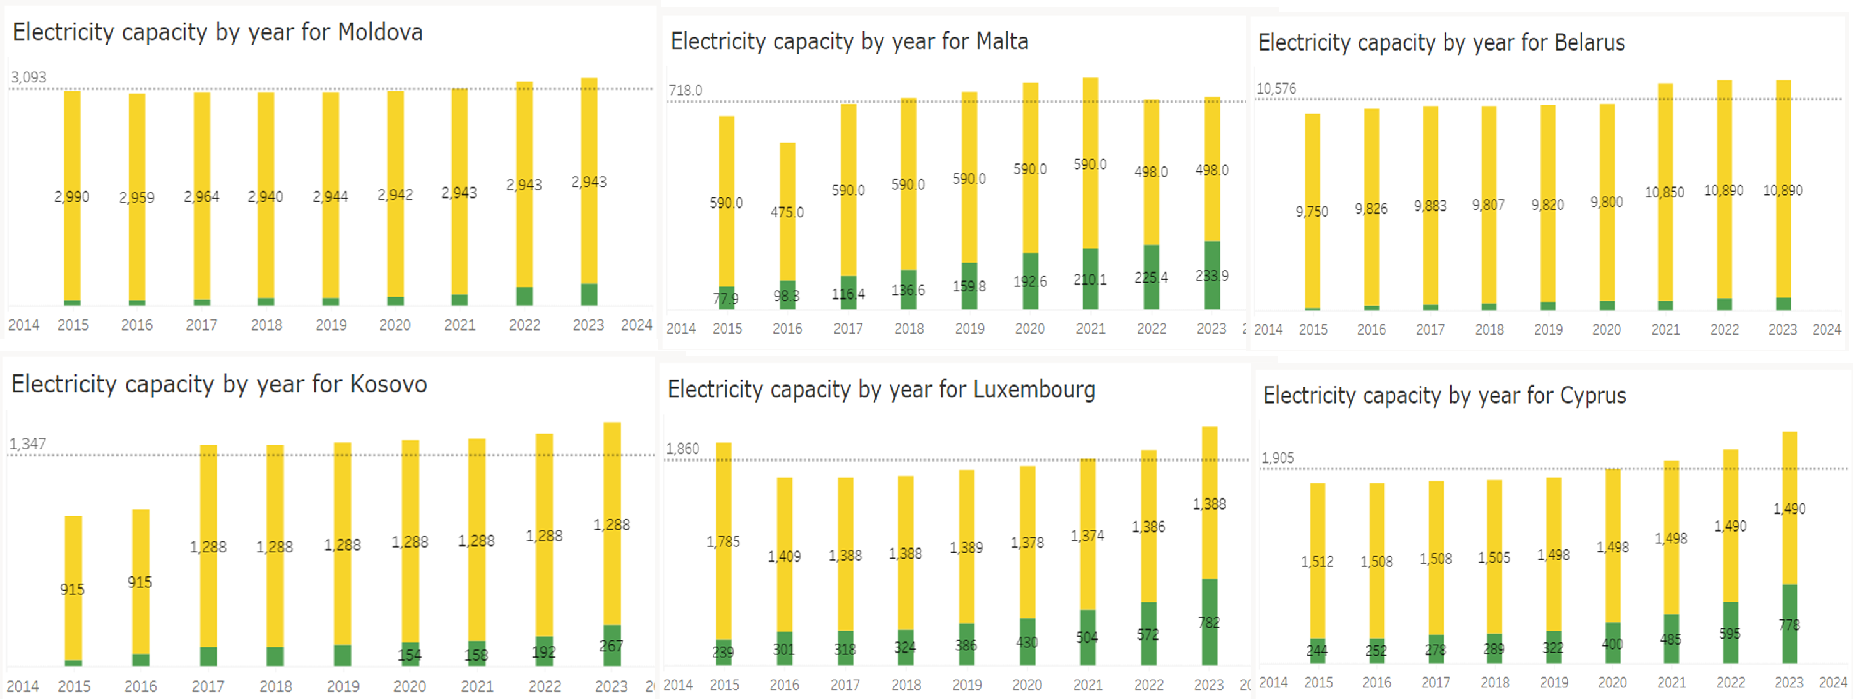 Electricity capacity by year for Moldova
3,093
2,990 2,959 2,964 2,940 2,944 2,942 2,943 2,943 2,943
2014 2015 2016 2017 2018 2019 2020 2021 2022 2023 2024
Electricity capacity by year for Malta
718.0
590.0 475.0 590.0 590.0 590.0 590.0 590.0 498.0 498.0
77.9 98.3 116.4 136.6 159.8 192.6 210.1 225.4 233.9
2014 2015 2016 2017 2018 2019 2020 2021 2022 2023 2
Electricity capacity by year for Belarus
10,576
9,750 9,826 9,883 9,807 9,820 9,800 10,850 10,890 10,890
2014 2015 2016 2017 2018 2019 2020 2021 2022 2023 2024
Electricity capacity by year for Kosovo
1,347
915 915 1,288 1,288 1,288 1,288 1,288 1,288 1,288
154 158 192 267
2014 2015 2016 2017 2018 2019 2020 2021 2022 2023 20
Electricity capacity by year for Luxembourg
1,860
1,785 1,409 1,388 1,388 1,389 1,378 1,374 1,386 1,388
239 301 318 324 386 430 504 572 782
2014 2015 2016 2017 2018 2019 2020 2021 2022 2023 20
Electricity capacity by year for Cyprus
1,905
1,512 1,508 1,508 1,505 1,498 1,498 1,498 1,490 1,490
244 252 278 289 322 400 485 595 778
2014 2015 2016 2017 2018 2019 2020 2021 2022 2023 2024